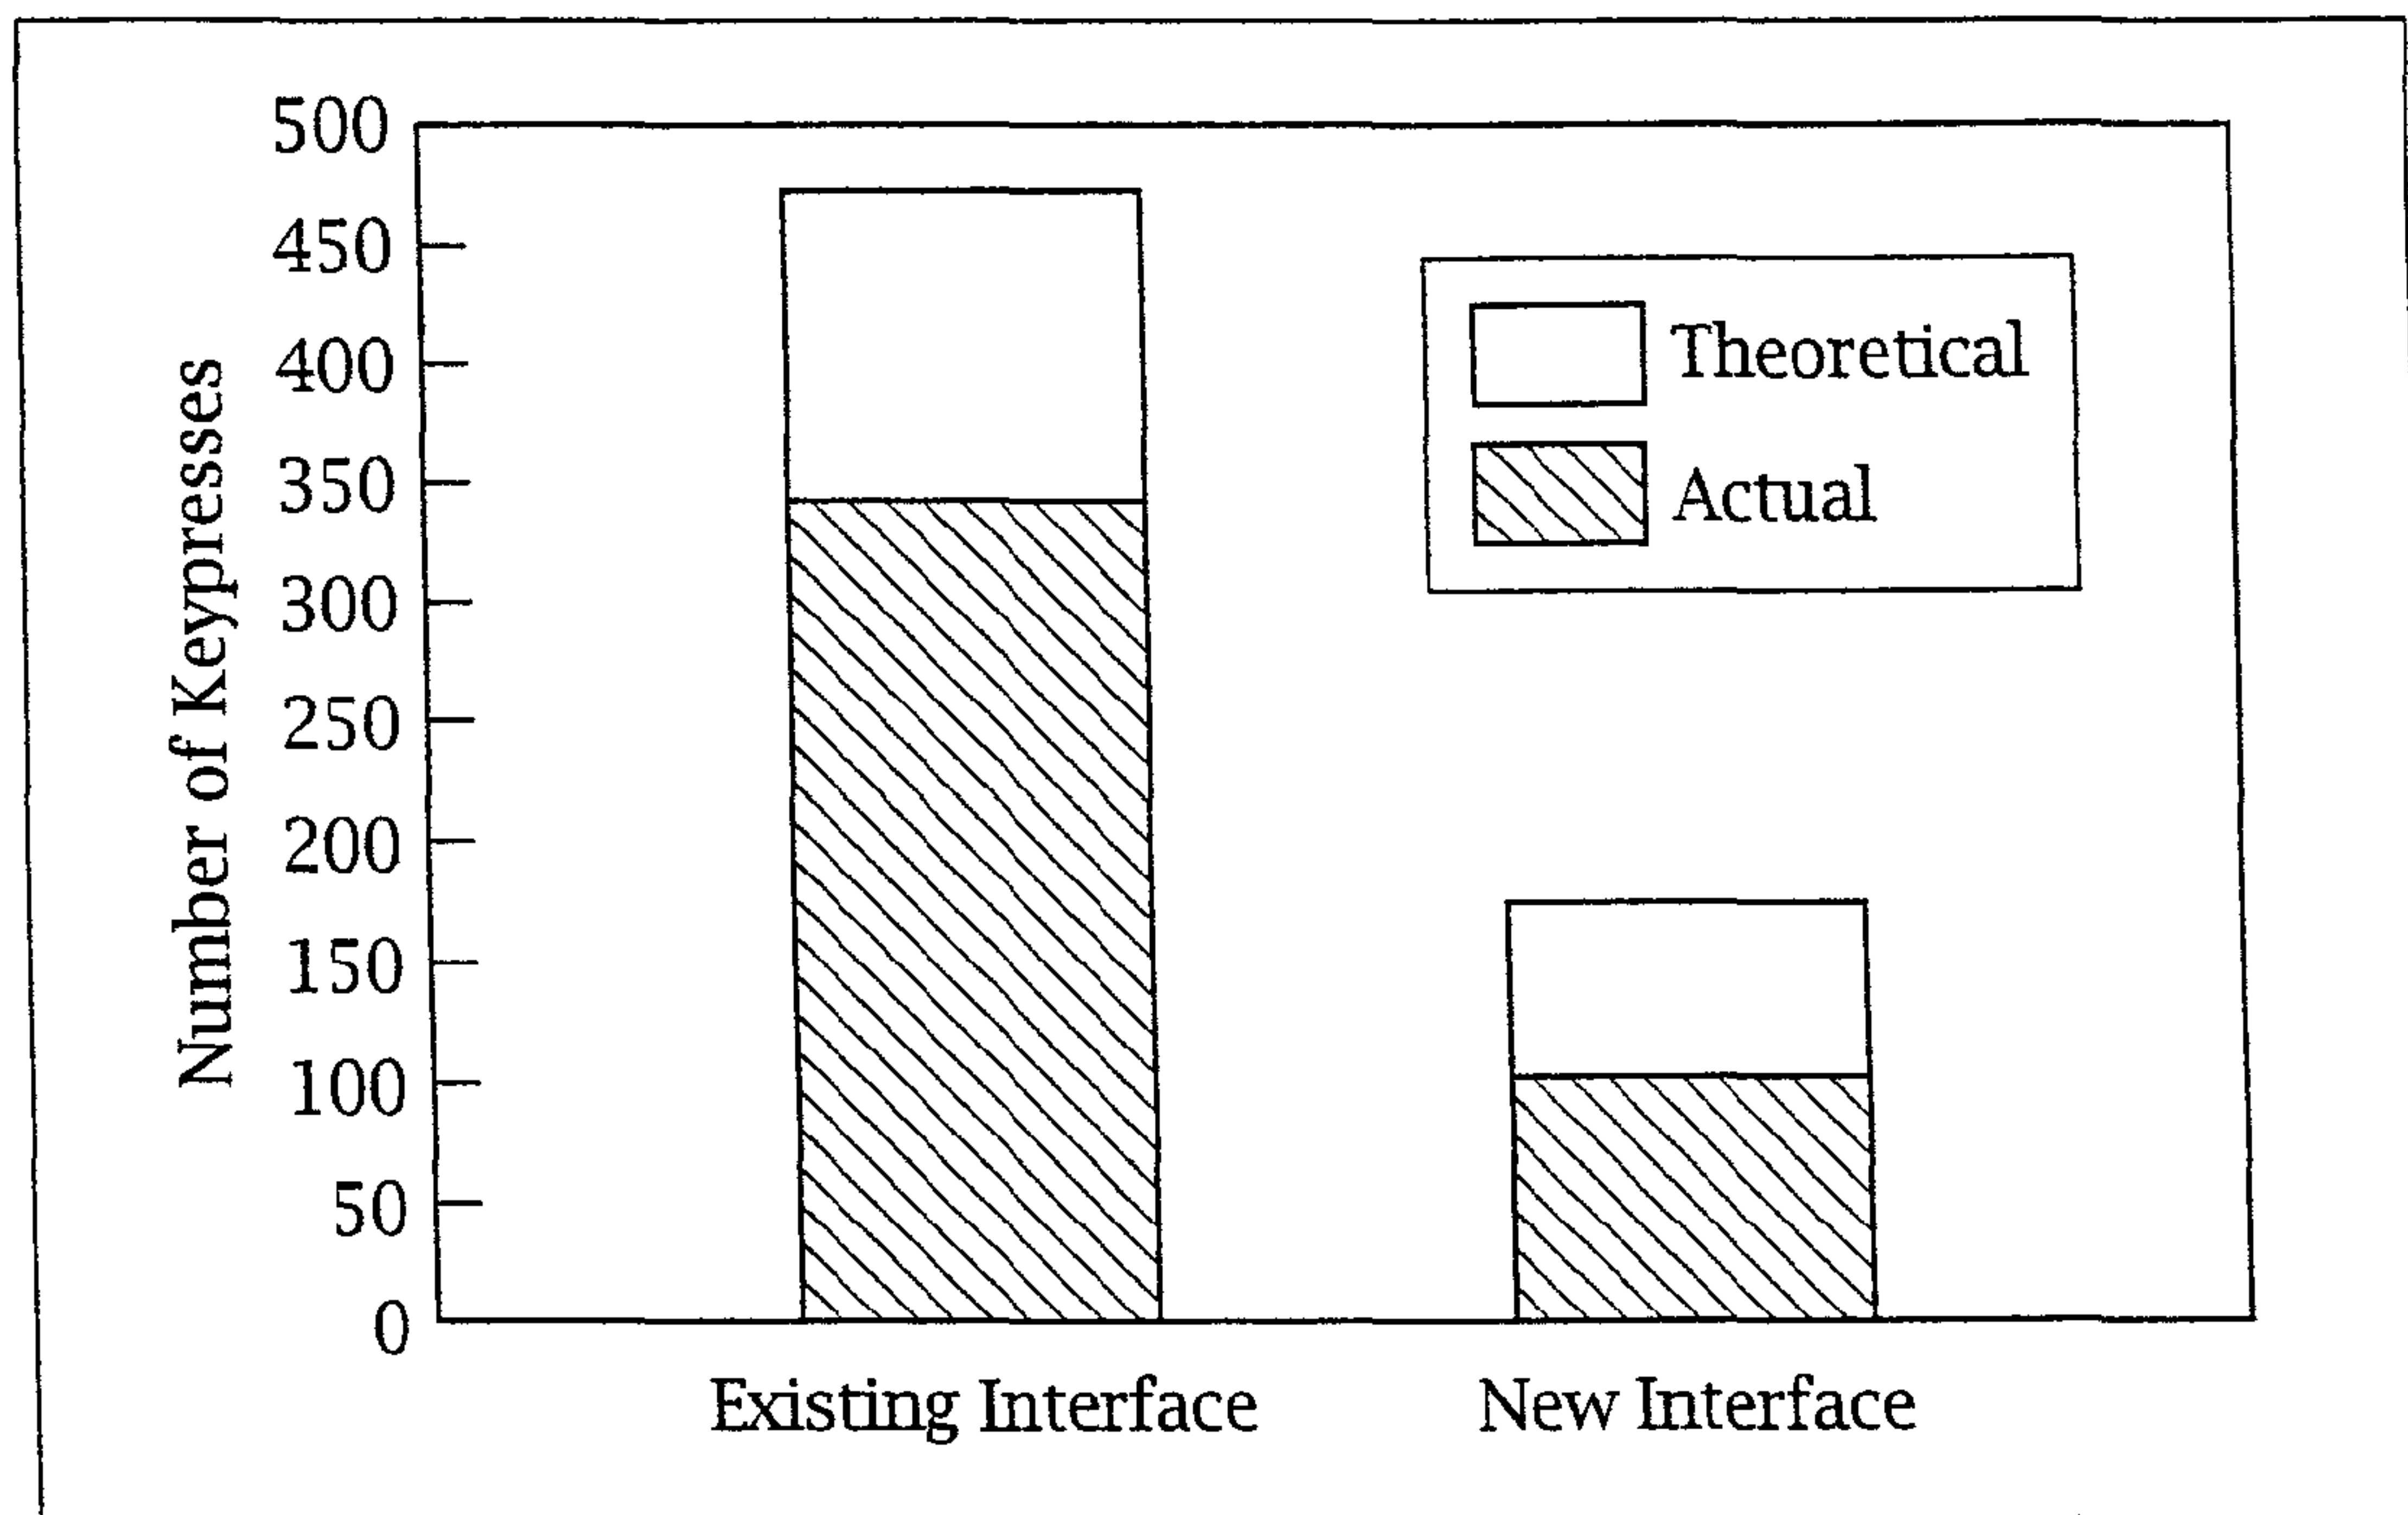 500
450
400
350
300
250
200
150
100
50
0
Number of Keypresses
Theoretical
Actual
Existing Interface
New Interface